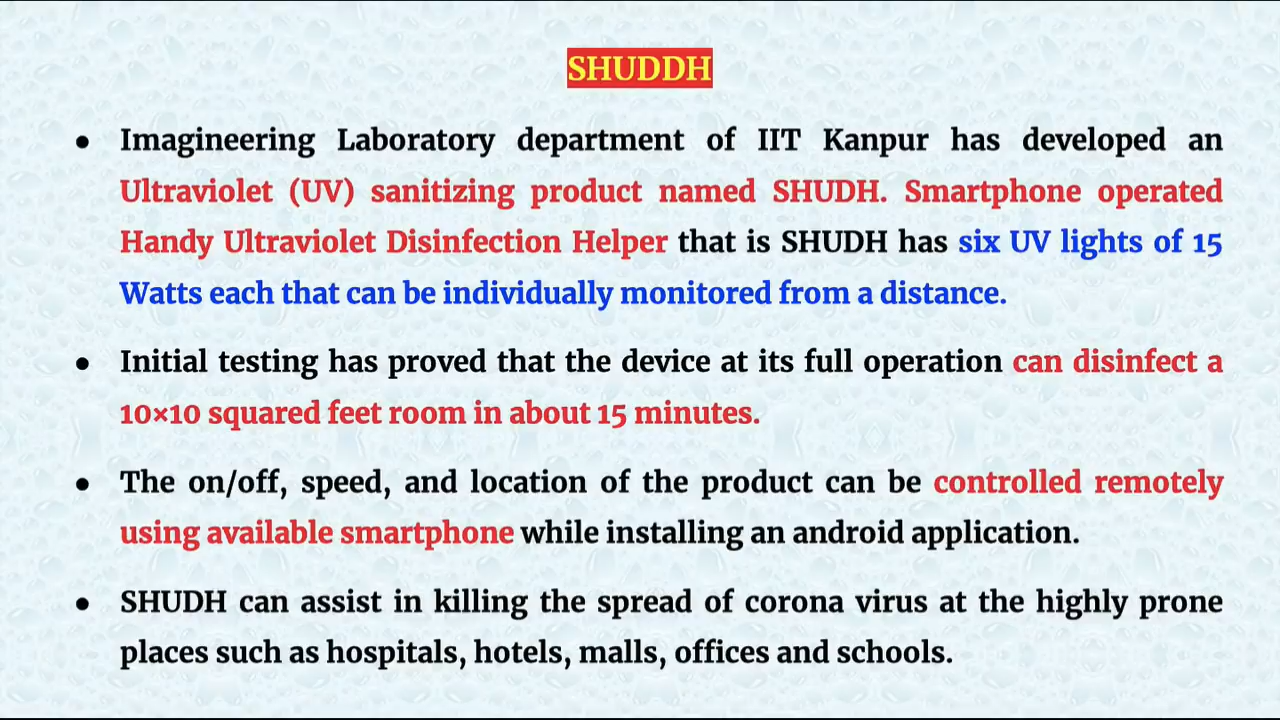 SHUDDH
• Imagineering Laboratory department of IIT Kanpur has developed an
Ultraviolet (UV) sanitizing product named SHUDH. Smartphone operated
Handy Ultraviolet Disinfection Helper that is SHUDH has six UV lights of 15
Watts each that can be individually monitored from a distance.
• Initial testing has proved that the device at its full operation can disinfect a
10×10 squared feet room in about 15 minutes.
• The on/off, speed, and location of the product can be controlled remotely
using available smartphone while installing an android application.
• SHUDH can assist in killing the spread of corona virus at the highly prone
places such as hospitals, hotels, malls, offices and schools.